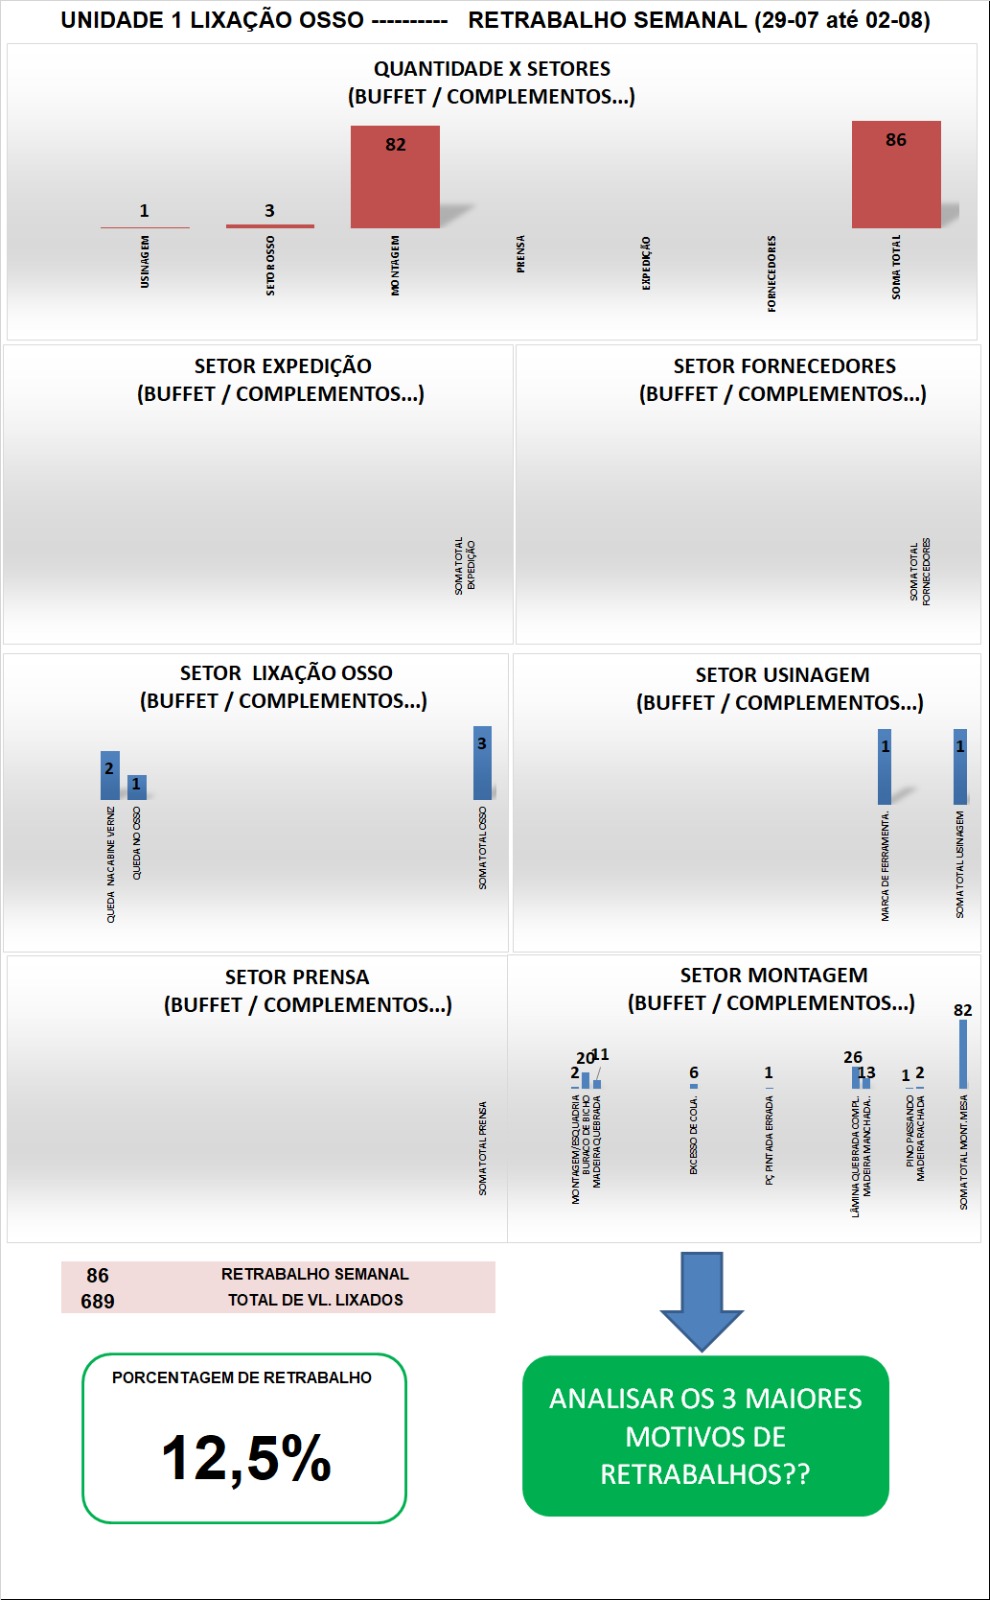 UNIDADE 1 LIXAÇÃO OSSO ---------- RETRABALHO SEMANAL (29-07 até 02-08)
QUANTIDADE X SETORES
(BUFFET / COMPLEMENTOS...)
1
3
82
86
USINAGEM
SETOR OSSO
MONTAGEM
PRENSA
EXPEDIÇÃO
FORNECEDORES
SOMA TOTAL
SETOR EXPEDIÇÃO
(BUFFET / COMPLEMENTOS...)
SOMA TOTAL
EXPEDIÇÃO
SETOR FORNECEDORES
(BUFFET / COMPLEMENTOS...)
SOMA TOTAL
FORNECEDORES
SETOR LIXAÇÃO OSSO
(BUFFET / COMPLEMENTOS...)
2
1
3
QUEDA NA CABINE VERNIZ
QUEDA NO OSSO
SOMA TOTAL OSSO
SETOR USINAGEM
(BUFFET / COMPLEMENTOS...)
1
1
MARCA DE FERRAMENTA.
SOMA TOTAL USINAGEM
SETOR PRENSA
(BUFFET / COMPLEMENTOS...)
SOMA TOTAL PRENSA
SETOR MONTAGEM
(BUFFET / COMPLEMENTOS...)
2
20
11
6
1
26
13
1
2
82
MONTAGEM/ESQUADRIA
BURACO DE BICHO
MADEIRA QUEBRADA
EXCESSO DE COLA.
PÇ PINTADA ERRADA
LÂMINA QUEBRADA COMPL.
MADEIRA MANCHADA..
PINO PASSANDO
MADEIRA RACHADA
SOMA TOTAL MONT. MESA
86 RETRABALHO SEMANAL
689 TOTAL DE VL. LIXADOS
PORCENTAGEM DE RETRABALHO
12,5%
ANALISAR OS 3 MAIORES
MOTIVOS DE
RETRABALHOS??